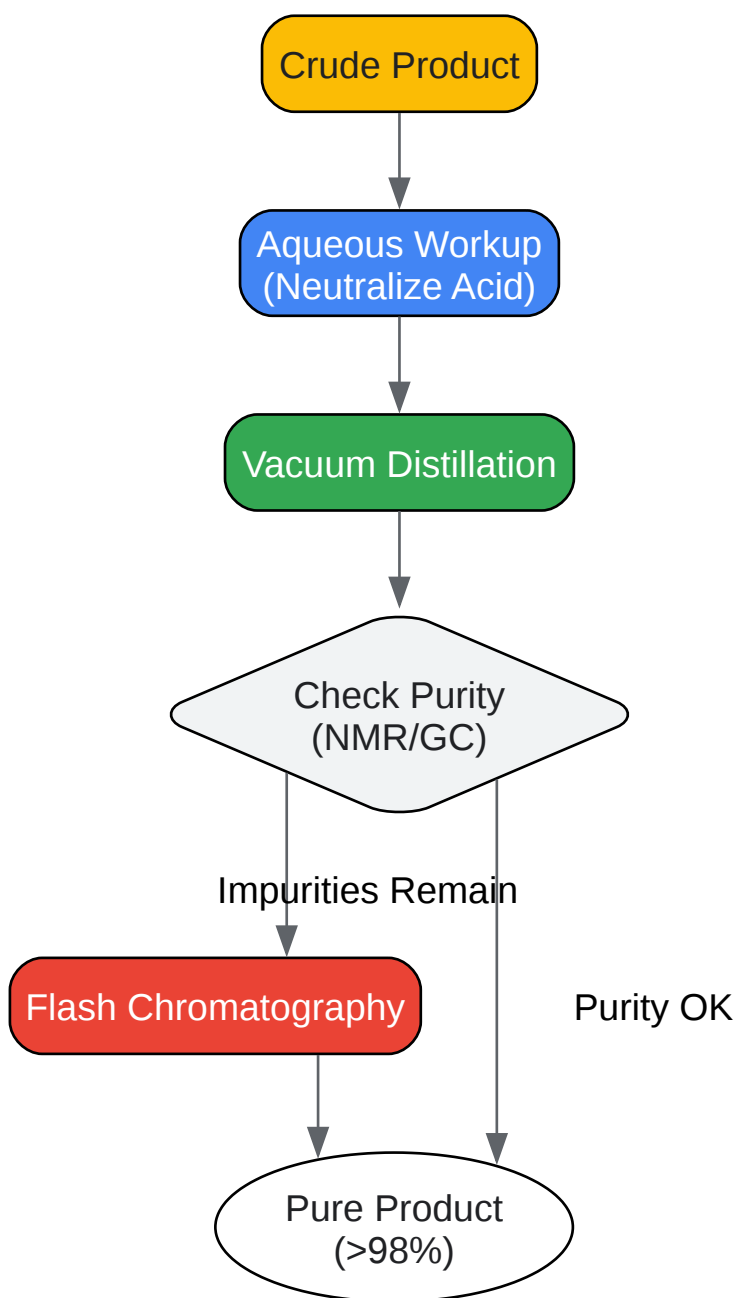 Crude Product
Aqueous Workup
(Neutralize Acid)
Vacuum Distillation
Check Purity
(NMR/GC)
Impurities Remain
Flash Chromatography
Purity OK
Pure Product
(>98%)